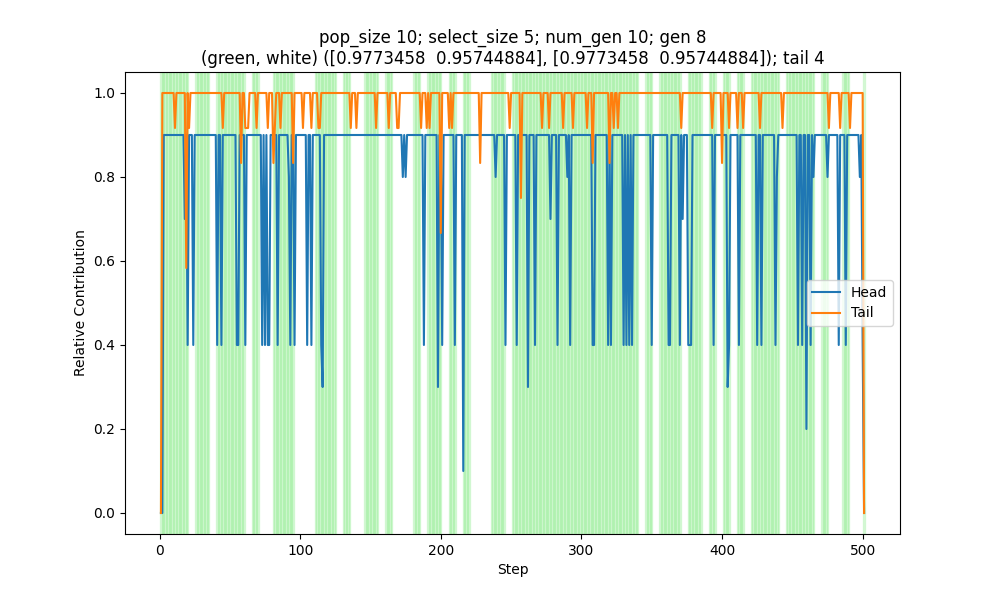 pop_size 10; select_size 5; num_gen 10; gen 8
(green, white) ([0.9773458  0.95744884], [0.9773458  0.95744884]); tail 4
1.0
0.8
0.6
0.4
0.2
0.0
Relative Contribution
Head
Tail
0
100
200
300
400
500
Step